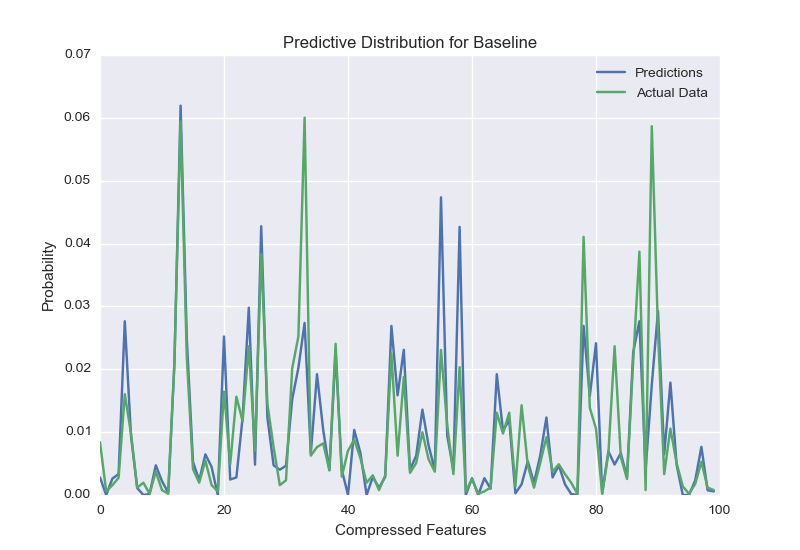 Predictive Distribution for Baseline
0.07
0.06
0.05
0.04
0.03
0.02
0.01
0.00
Probability
Predictions
Actual Data
0 20 40 60 80 100
Compressed Features